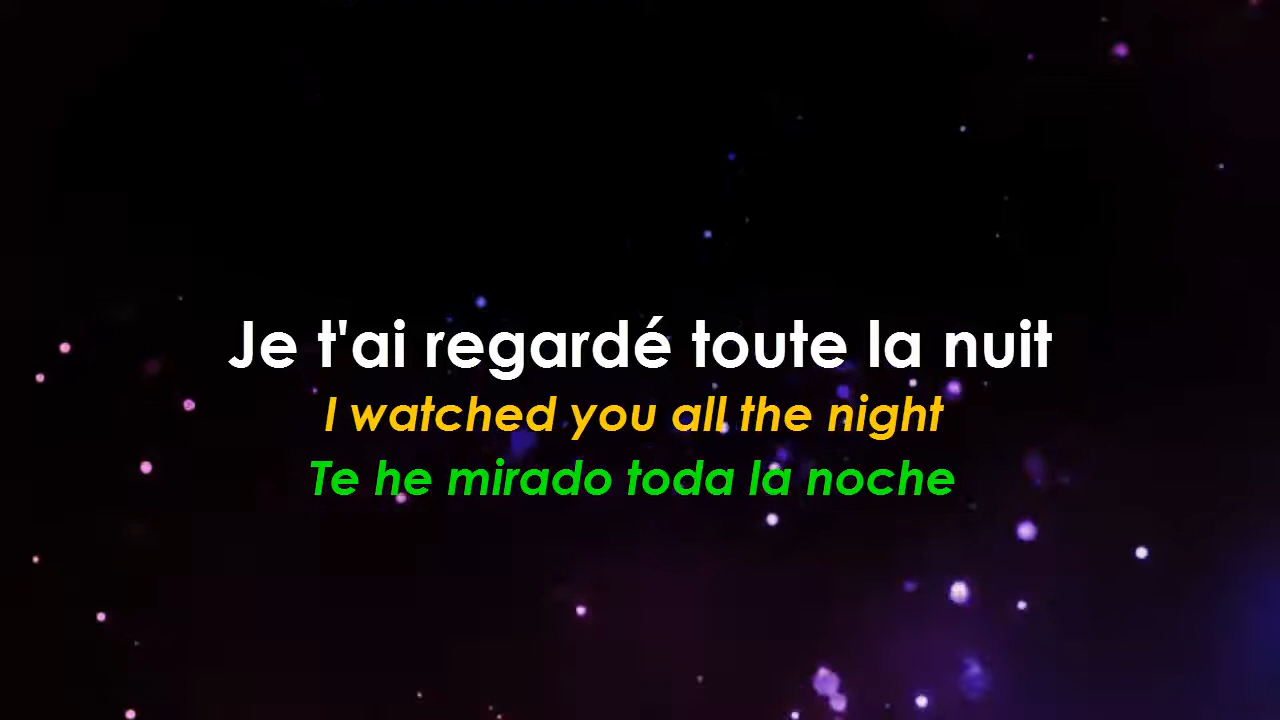 Je t'ai regardé toute la nuit
I watched you all the night
Te he mirado toda la noche